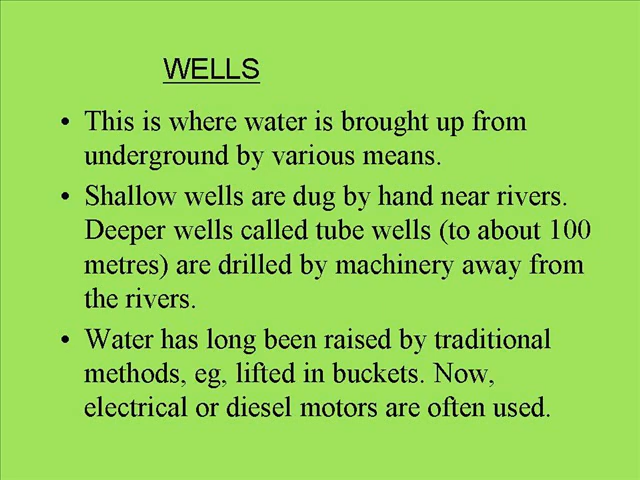 WELLS
• This is where water is brought up from
underground by various means.
• Shallow wells are dug by hand near rivers.
Deeper wells called tube wells (to about 100
metres) are drilled by machinery away from
the rivers.
• Water has long been raised by traditional
methods, eg, lifted in buckets. Now,
electrical or diesel motors are often used.